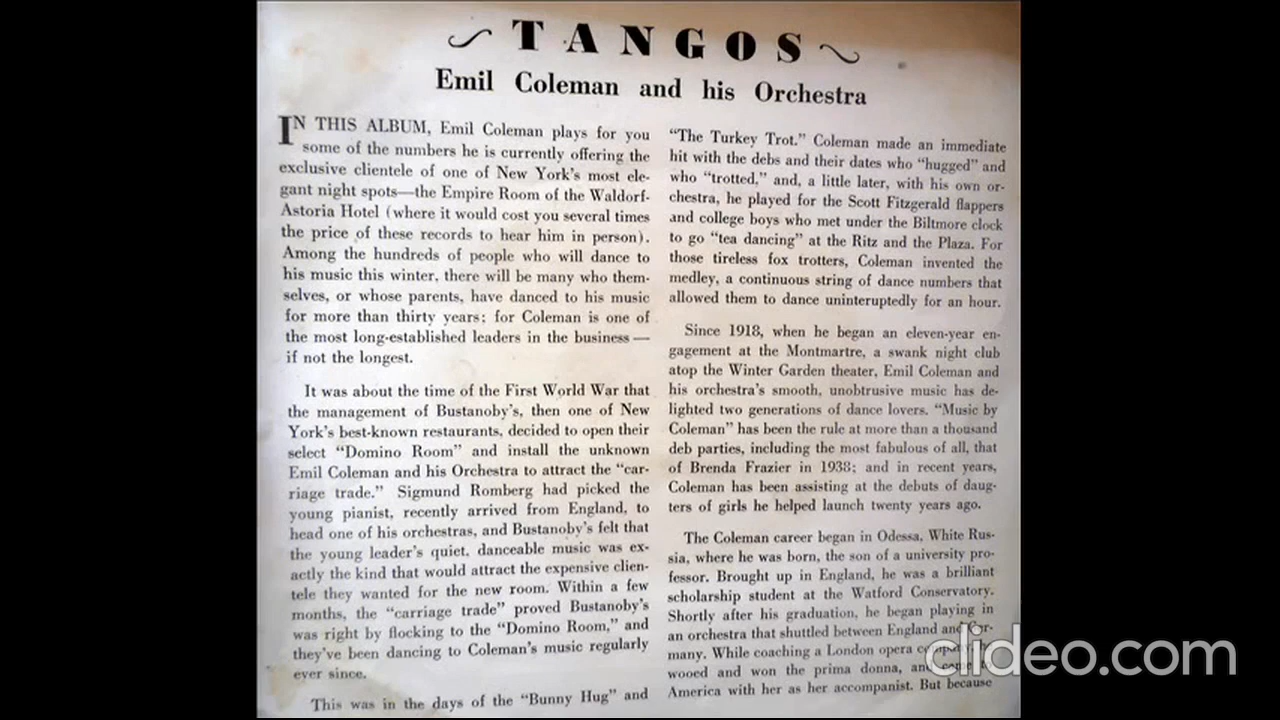 TANGOS
Emil Coleman and his Orchestra
IN THIS ALBUM, Emil Coleman plays for you
some of the numbers he is currently offering the
exclusive clientele of one of New York's most ele-
gant night spots—the Empire Room of the Waldorf-
Astoria Hotel (where it would cost you several times
the price of these records to hear him in person).
Among the hundreds of people who will dance to
his music this winter, there will be many who them-
selves, or whose parents, have danced to his music
for more than thirty years; for Coleman is one of
the most long-established leaders in the business—
if not the longest.
It was about the time of the First World War that
the management of Bustanoby's, then one of New
York's best-known restaurants, decided to open their
select "Domino Room" and install the unknown
Emil Coleman and his Orchestra to attract the "car-
riage trade." Sigmund Romberg had picked the
young pianist, recently arrived from England, to
head one of his orchestras, and Bustanoby's felt that
the young leader's quiet, danceable music was ex-
actly the kind that would attract the expensive clien-
tele they wanted for the new room. Within a few
months, the "carriage trade" proved Bustanoby's
was right by flocking to the "Domino Room," and
they've been dancing to Coleman's music regularly
ever since.
This was in the days of the "Bunny Hug" and
"The Turkey Trot." Coleman made an immediate
hit with the debs and their dates who "hugged" and
who "trotted," and, a little later, with his own or-
chestra, he played for the Scott Fitzgerald flappers
and college boys who met under the Biltmore clock
to go "tea dancing" at the Ritz and the Plaza. For
those tireless fox trotters, Coleman invented the
medley, a continuous string of dance numbers that
allowed them to dance uninteruptedly for an hour.
Since 1918, when he began an eleven-year en-
gagement at the Montmartre, a swank night club
atop the Winter Garden theater, Emil Coleman and
his orchestra's smooth, unobtrusive music has de-
lighted two generations of dance lovers. "Music by
Coleman" has been the rule at more than a thousand
deb parties, including the most fabulous of all, that
of Brenda Frazier in 1938; and in recent years,
Coleman has been assisting at the debuts of daug-
ters of girls he helped launch twenty years ago.
The Coleman career began in Odessa, White Rus-
sia, where he was born, the son of a university pro-
fessor. Brought up in England, he was a brilliant
scholarship student at the Watford Conservatory.
Shortly after his graduation, he began playing in
an orchestra that shuttled between England and Ger-
many. While coaching a London opera
wooed and won the prima donna, and
America with her as her accompanist. But because
clideo.com